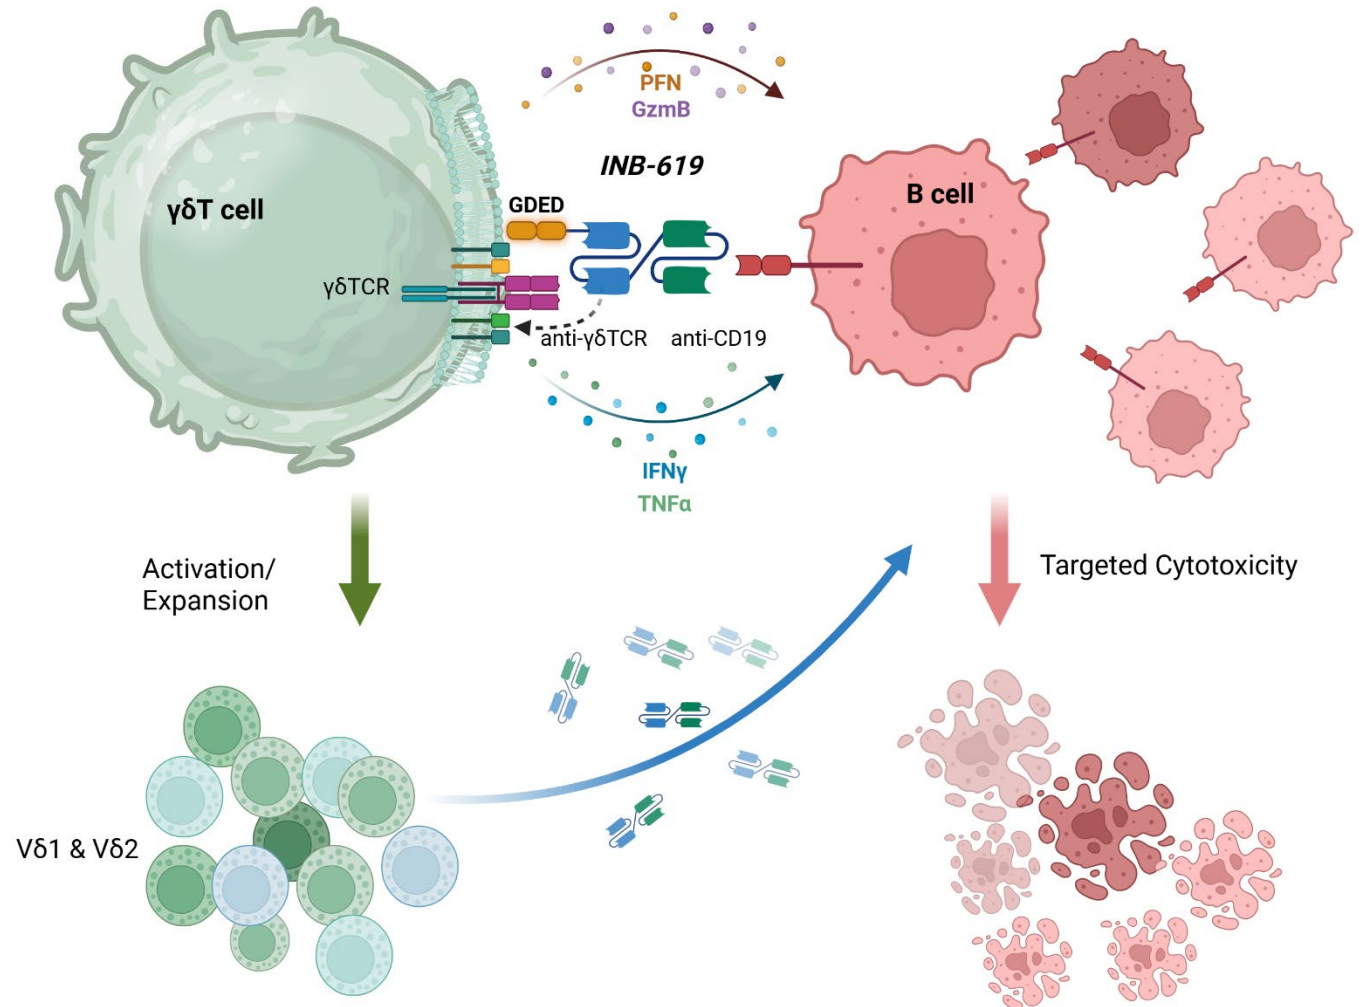 PFN
GzmB
INB-619
γδT cell
GDED
B cell
γδTCR
anti-γδTCR
anti-CD19
IFNγ
TNFα
Activation/
Expansion
Targeted Cytotoxicity
Vδ1 & Vδ2